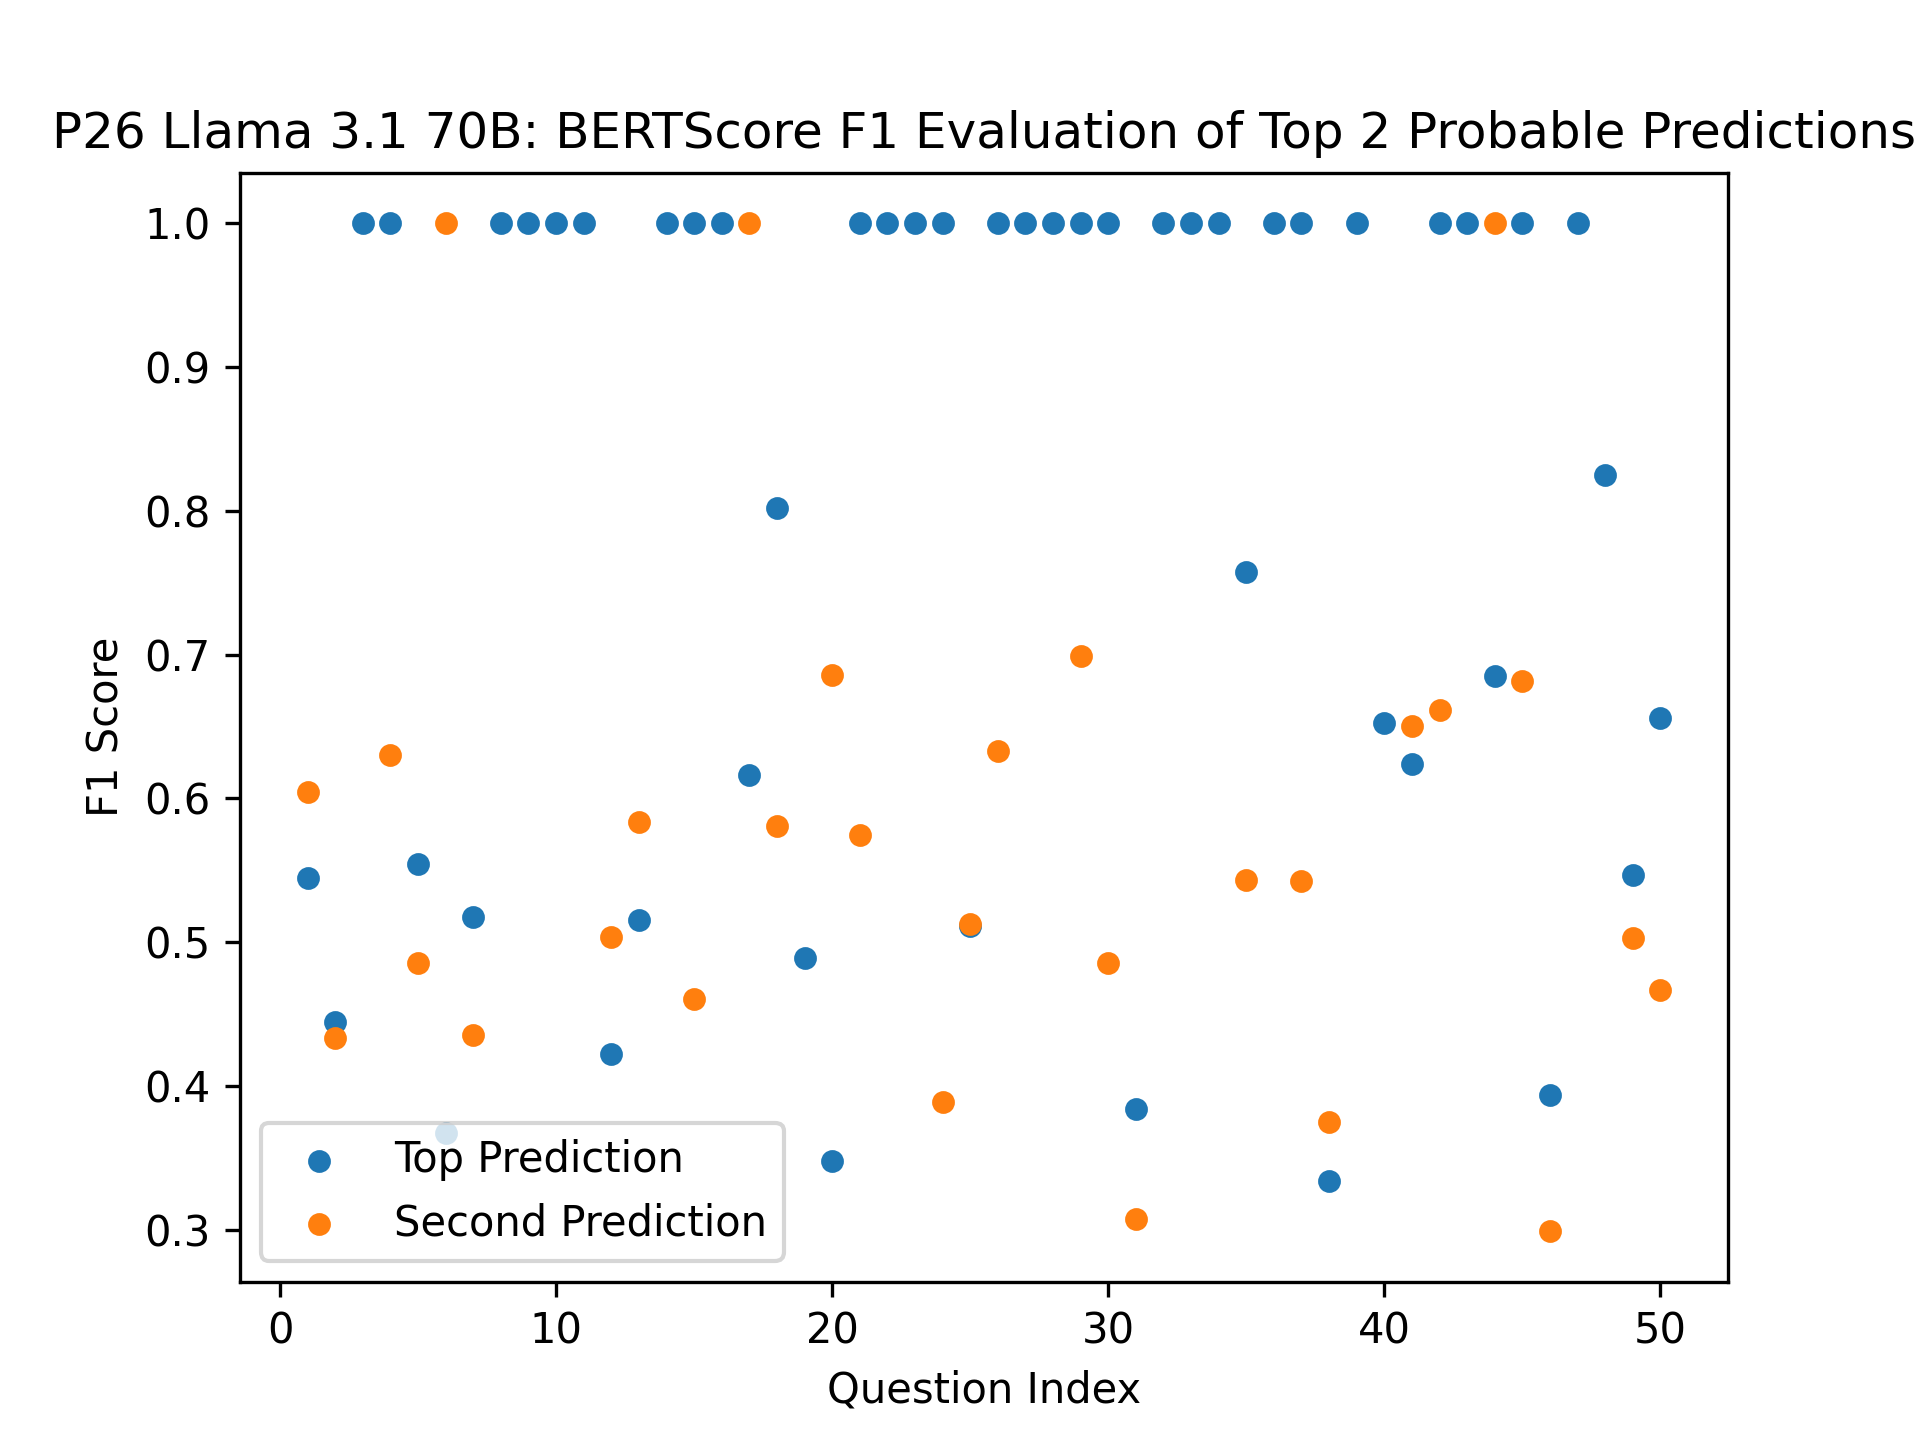 P26 Llama 3.1 70B: BERTScore F1 Evaluation of Top 2 Probable Predictions
1.0
0.9
0.8
0.7
0.6
0.5
0.4
0.3
F1 Score
Top Prediction
Second Prediction
0 10 20 30 40 50
Question Index